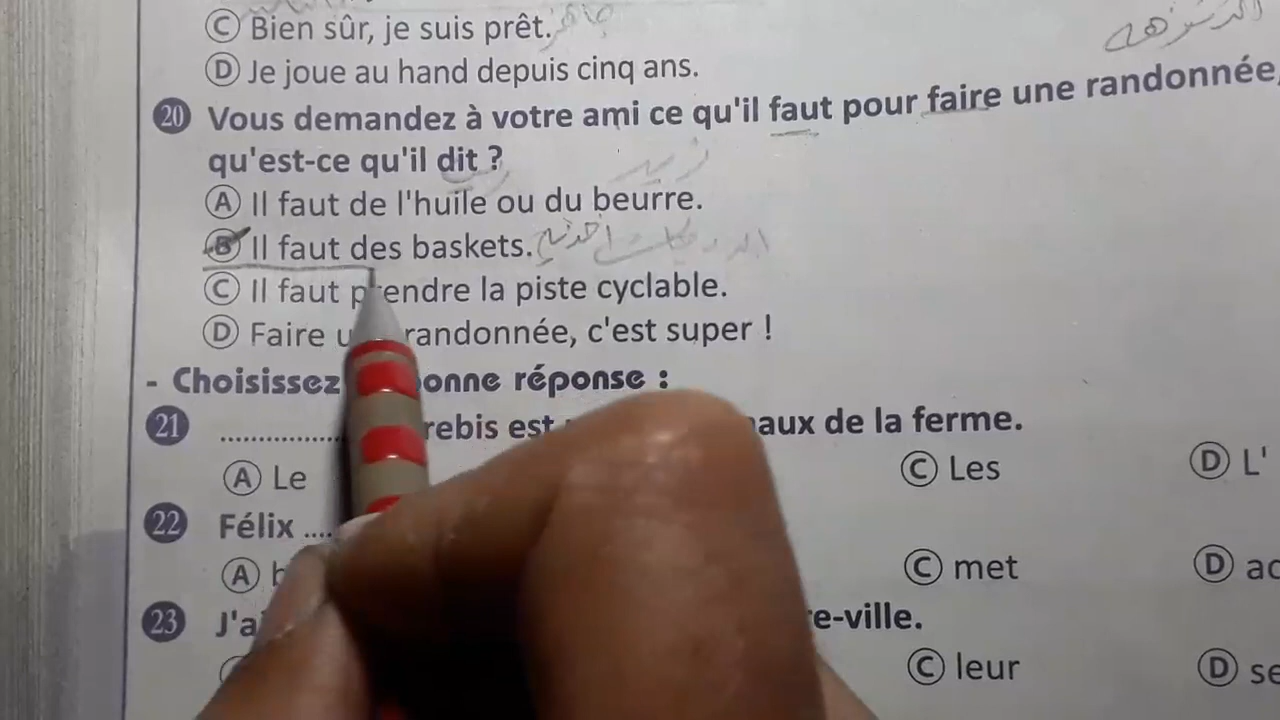 C Bien sûr, je suis prêt.
D Je joue au hand depuis cinq ans.
20 Vous demandez à votre ami ce qu'il faut pour faire une randonnée,
qu'est-ce qu'il dit ?
A Il faut de l'huile ou du beurre.
B Il faut des baskets.
C Il faut prendre la piste cyclable.
D Faire une randonnée, c'est super !
- Choisissez bonne réponse :
21 .................... rebis est aux de la ferme.
A Le C Les D L'
22 Félix ....
A b C met D ac
23 J'a e-ville.
C leur D se